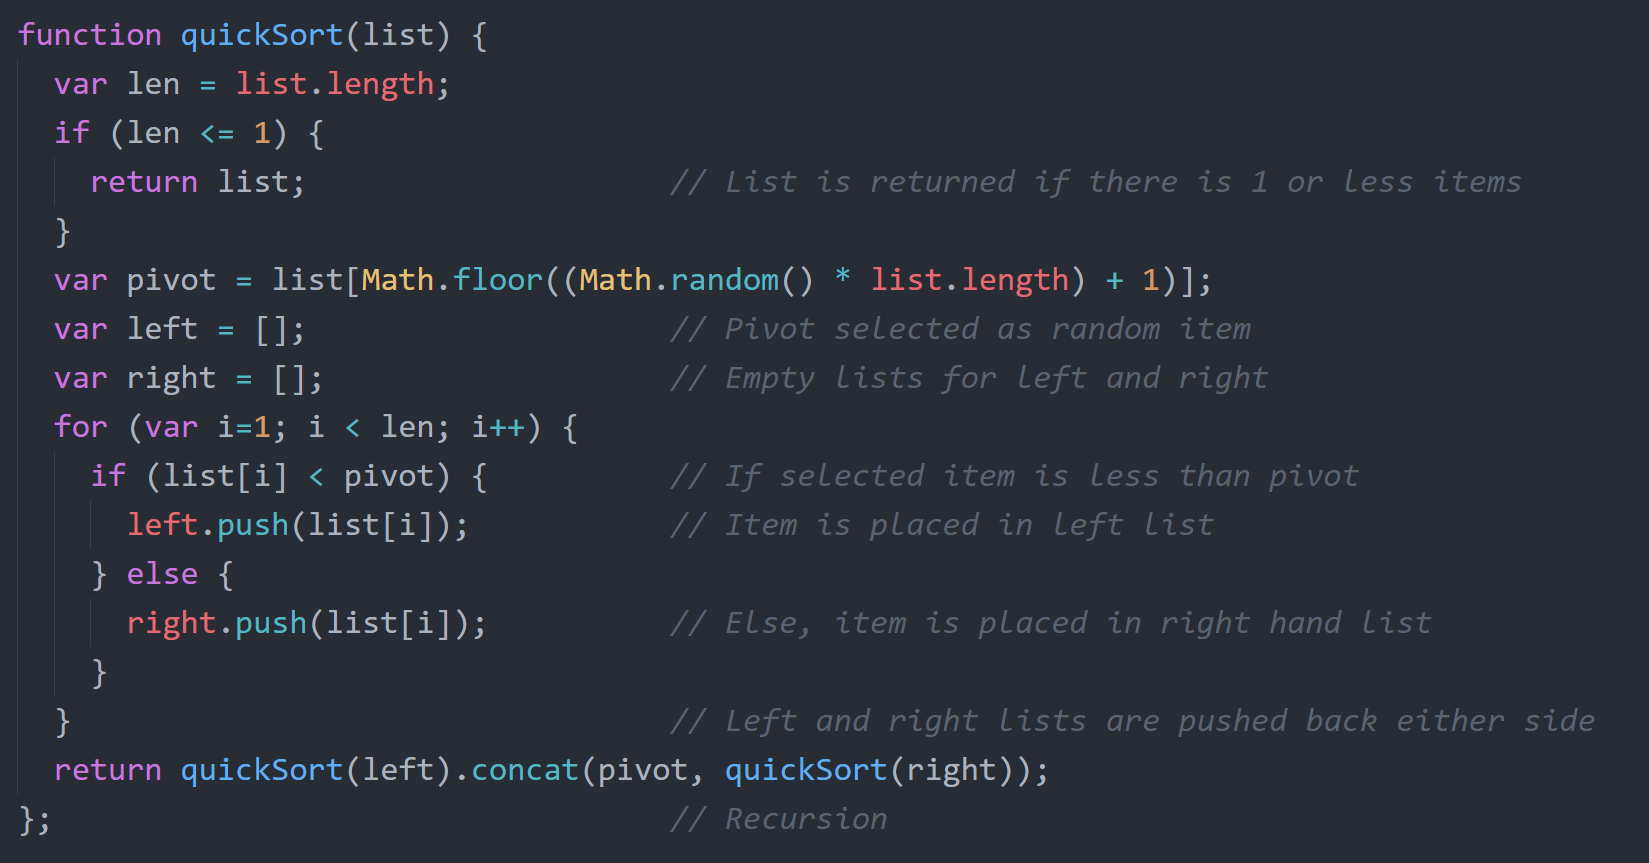 function quickSort(list) {
  var len = list.length;
  if (len <= 1) {
    return list;                    // List is returned if there is 1 or less items
  }
  var pivot = list[Math.floor((Math.random() * list.length) + 1)];
  var left = [];                    // Pivot selected as random item
  var right = [];                   // Empty lists for left and right
  for (var i=1; i < len; i++) {
    if (list[i] < pivot) {          // If selected item is less than pivot
      left.push(list[i]);           // Item is placed in left list
    } else {
      right.push(list[i]);          // Else, item is placed in right hand list
    }
  }                                 // Left and right lists are pushed back either side
  return quickSort(left).concat(pivot, quickSort(right));
};                                  // Recursion